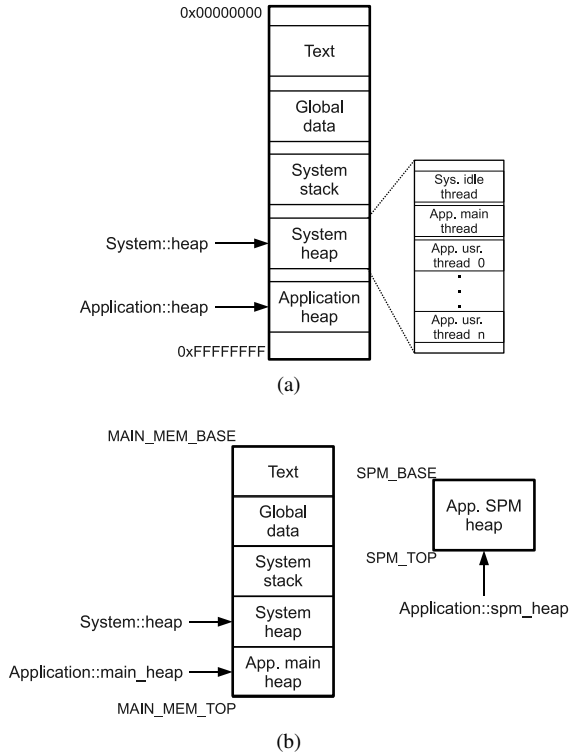 0x00000000
Text
Global
data
System
stack
System::heap
System
heap
Application::heap
Application
heap
0xFFFFFFFF
Sys. idle
thread
App. main
thread
App. usr.
thread 0
App. usr.
thread n
(a)
MAIN_MEM_BASE
Text
Global
data
System
stack
System::heap
System
heap
Application::main_heap
App. main
heap
MAIN_MEM_TOP
SPM_BASE
App. SPM
heap
SPM_TOP
Application::spm_heap
(b)